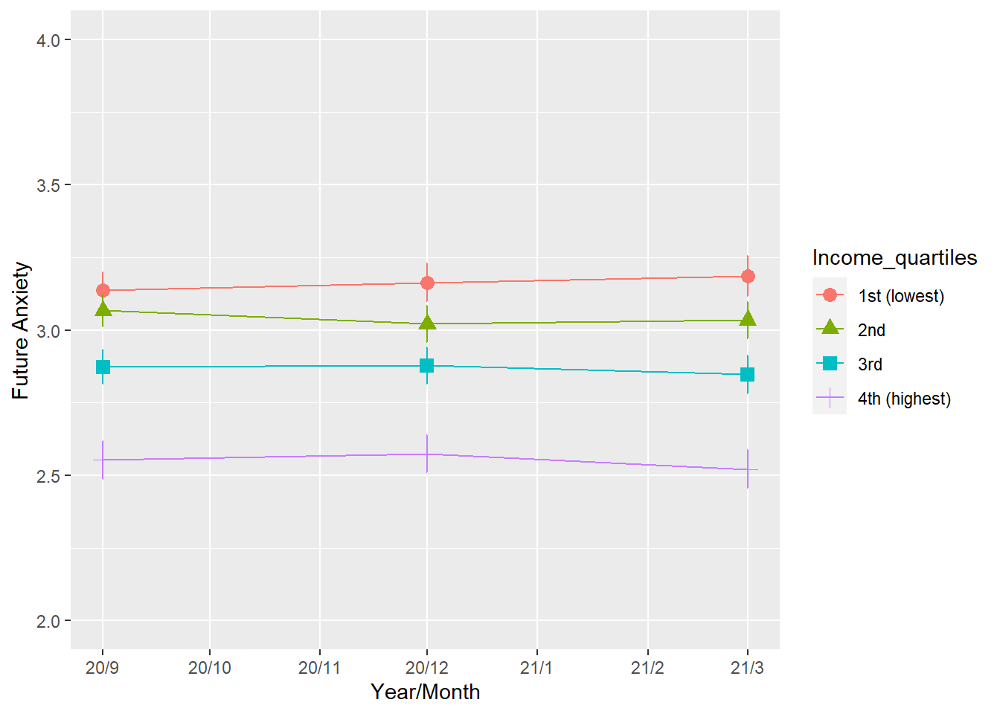 4.0
3.5
3.0
2.5
2.0
Future Anxiety
20/9 20/10 20/11 20/12 21/1 21/2 21/3
Year/Month
Income_quartiles
1st (lowest)
2nd
3rd
4th (highest)